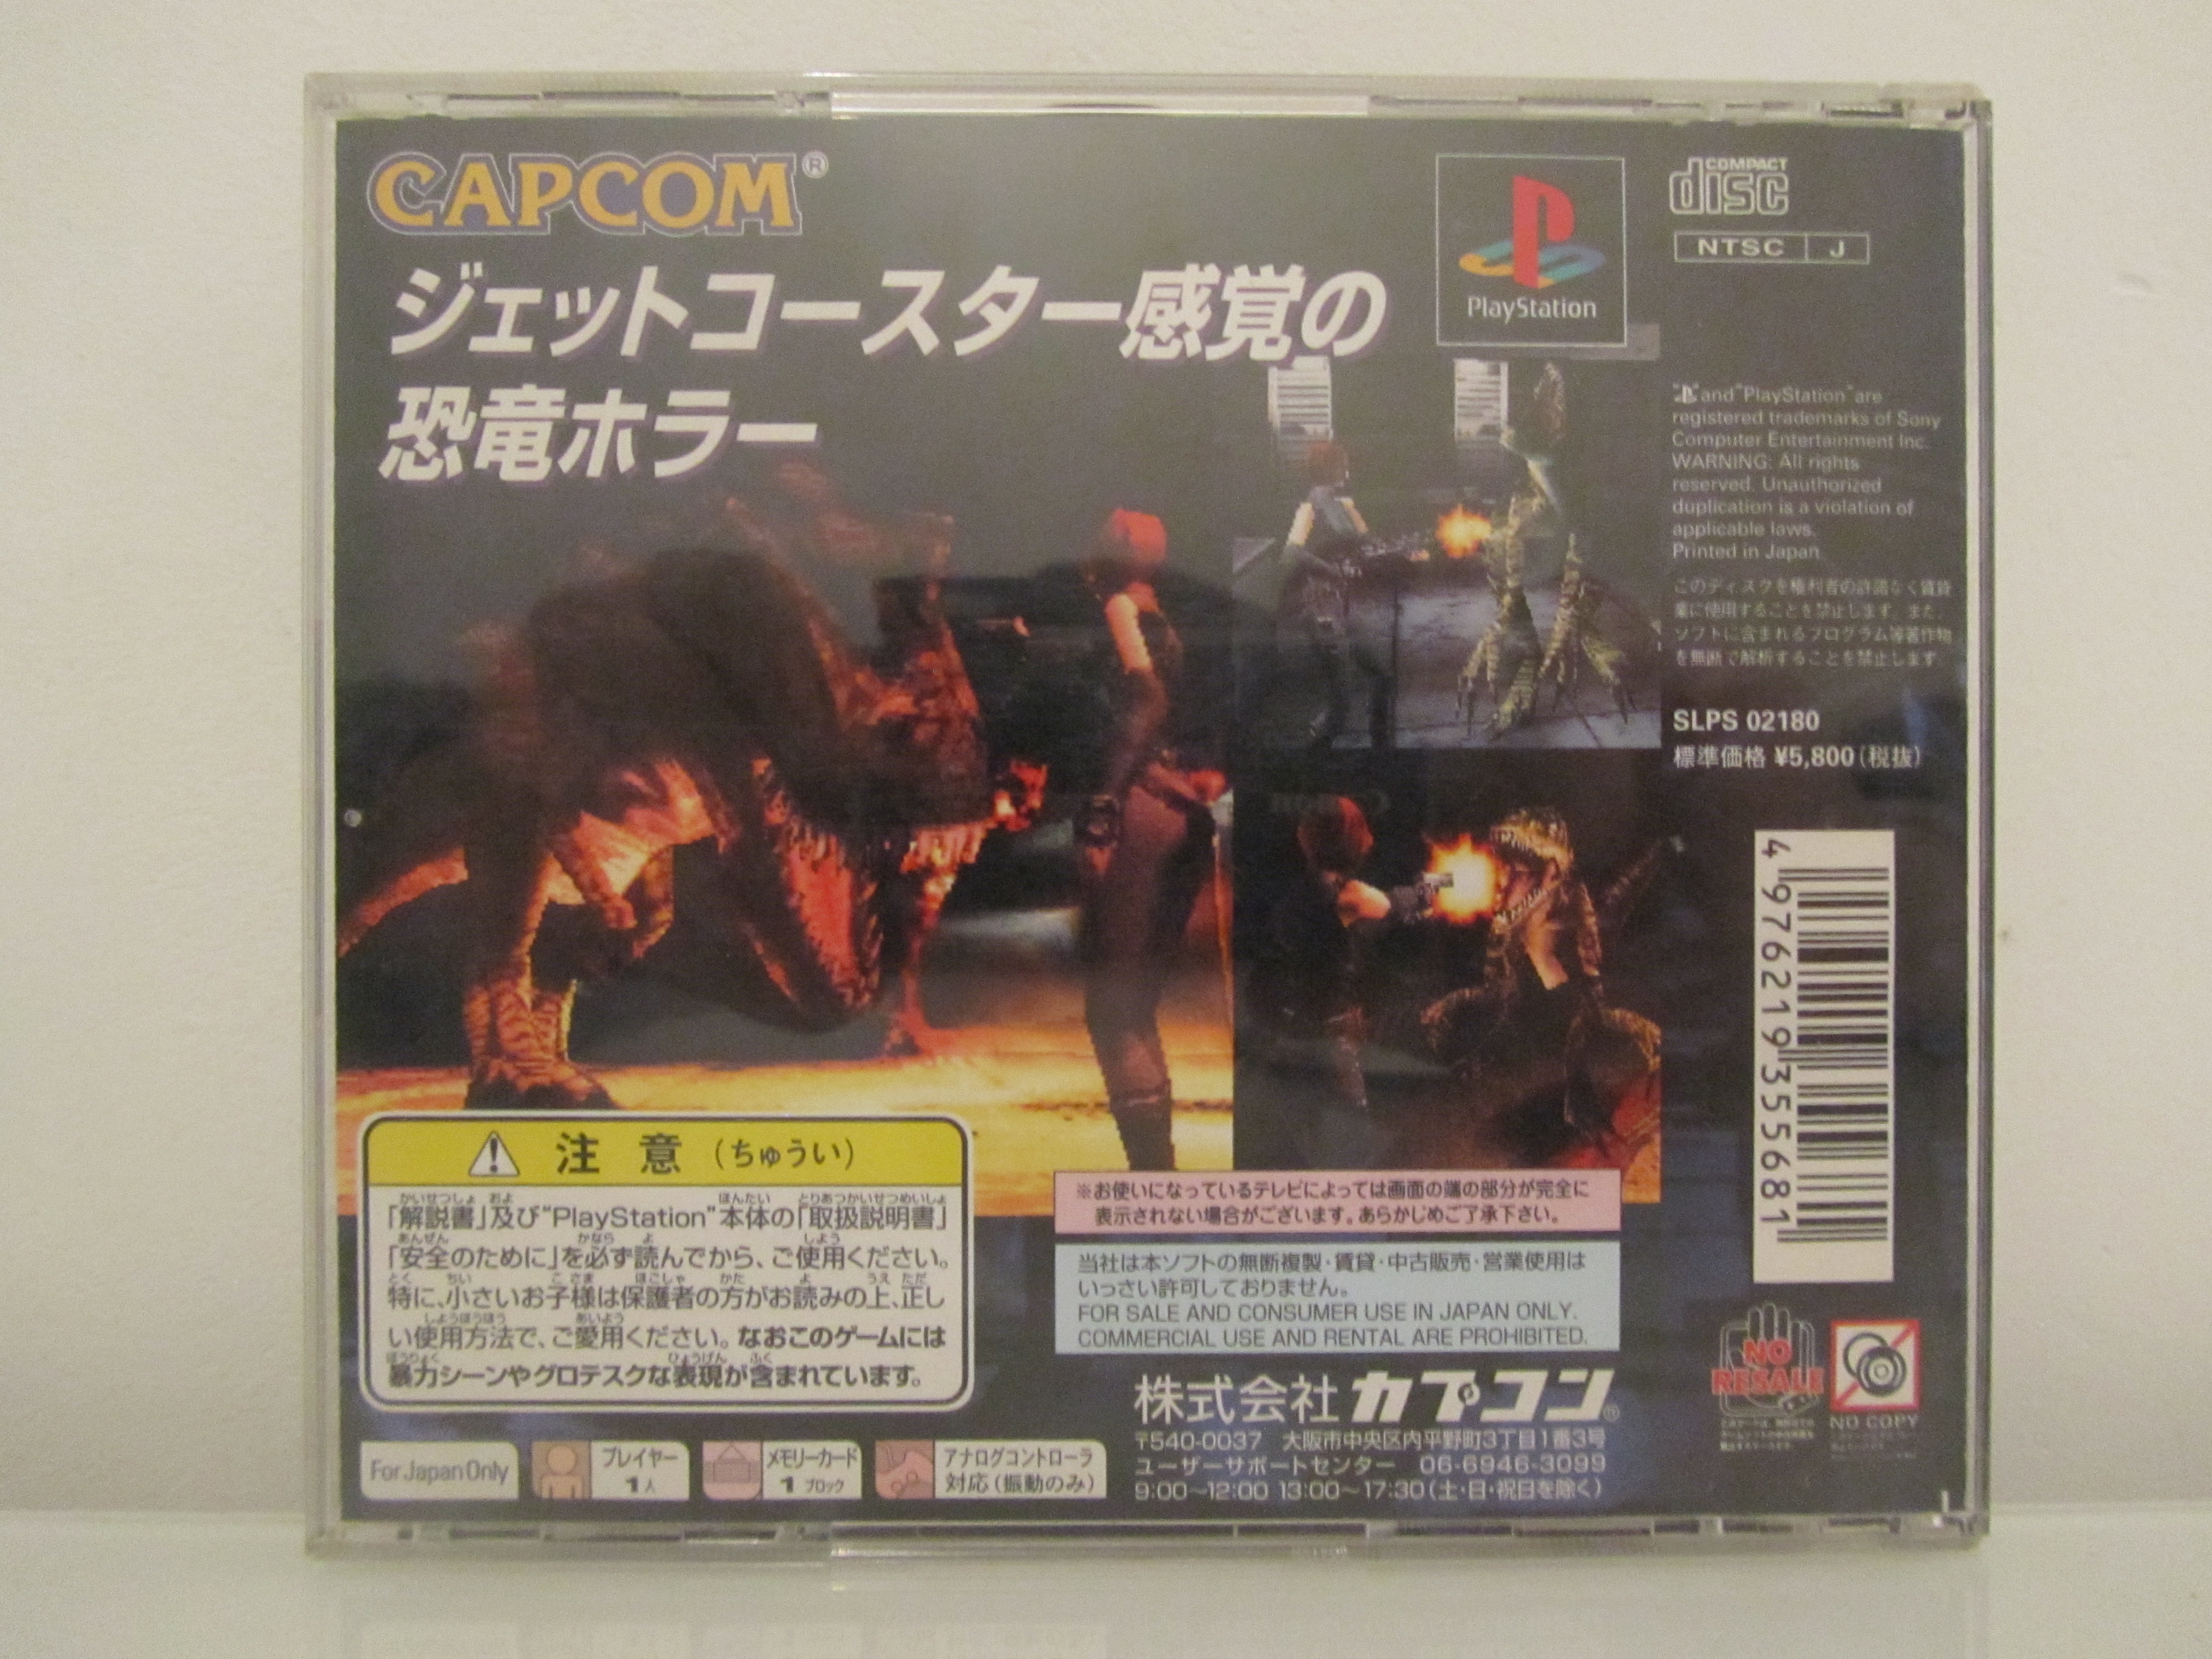 CAPCOM®
ジェットコースター感覚の
恐竜ホラー
PlayStation
COMPACT
disc
NTSC J
"PS" and "PlayStation" are
registered trademarks of Sony
Computer Entertainment Inc.
WARNING: All rights
reserved. Unauthorized
duplication is a violation of
applicable laws.
Printed in Japan
このディスクを権利者の許諾なく賃貸
業に使用することを禁止します。また、
ソフトに含まれるプログラム等著作物
を無断で解析することを禁止します。
SLPS 02180
標準価格 ¥5,800(税抜)
4 976219 355681
NO
RESALE
NO COPY
注 意 (ちゅうい)
「解説書」及び"PlayStation"本体の「取扱説明書」
「安全のために」を必ず読んでから、ご使用ください。
特に、小さいお子様は保護者の方がお読みの上、正し
い使用方法で、ご愛用ください。なおこのゲームには
暴力シーンやグロテスクな表現が含まれています。
※お使いになっているテレビによっては画面の端の部分が完全に
表示されない場合がございます。あらかじめご了承下さい。
当社は本ソフトの無断複製・賃貸・中古販売・営業使用は
いっさい許可しておりません。
FOR SALE AND CONSUMER USE IN JAPAN ONLY.
COMMERCIAL USE AND RENTAL ARE PROHIBITED.
株式会社カプコン
〒540-0037 大阪市中央区内平野町3丁目1番3号
ユーザーサポートセンター 06-6946-3099
9:00~12:00 13:00~17:30(土・日・祝日を除く)
For Japan Only
プレイヤー
1人
メモリーカード
1 ブロック
アナログコントローラ
対応(振動のみ)